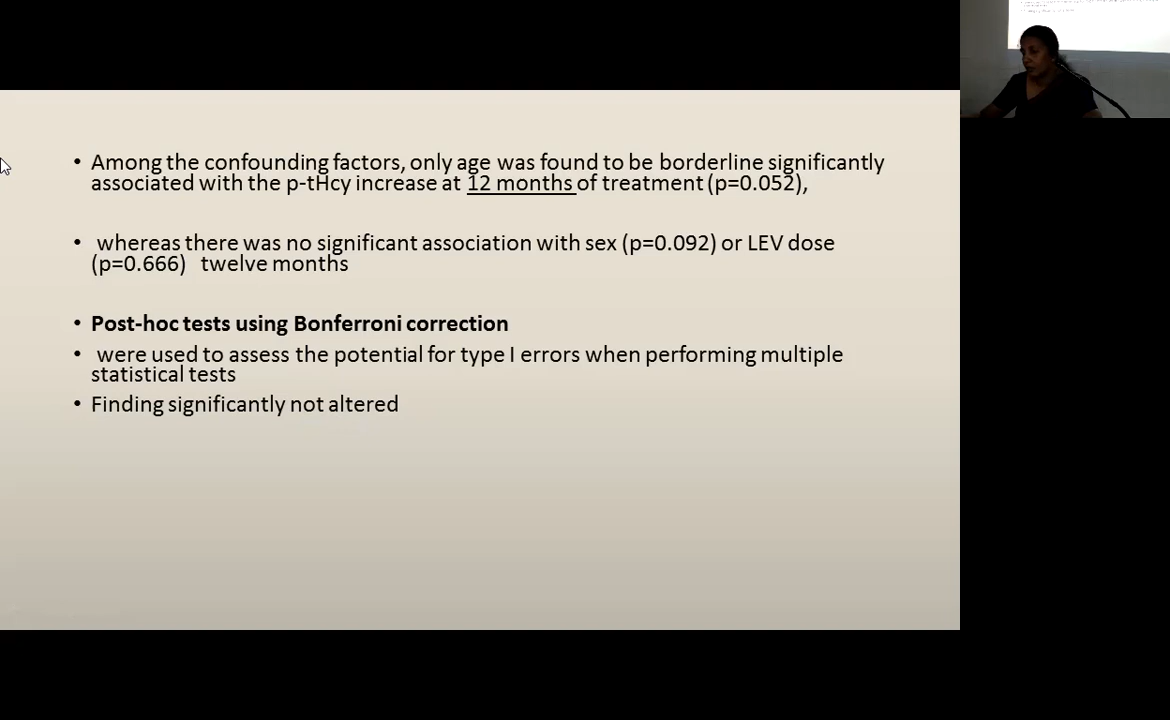 • Among the confounding factors, only age was found to be borderline significantly
associated with the p-tHcy increase at 12 months of treatment (p=0.052),
• whereas there was no significant association with sex (p=0.092) or LEV dose
(p=0.666) twelve months
• Post-hoc tests using Bonferroni correction
• were used to assess the potential for type I errors when performing multiple
statistical tests
• Finding significantly not altered